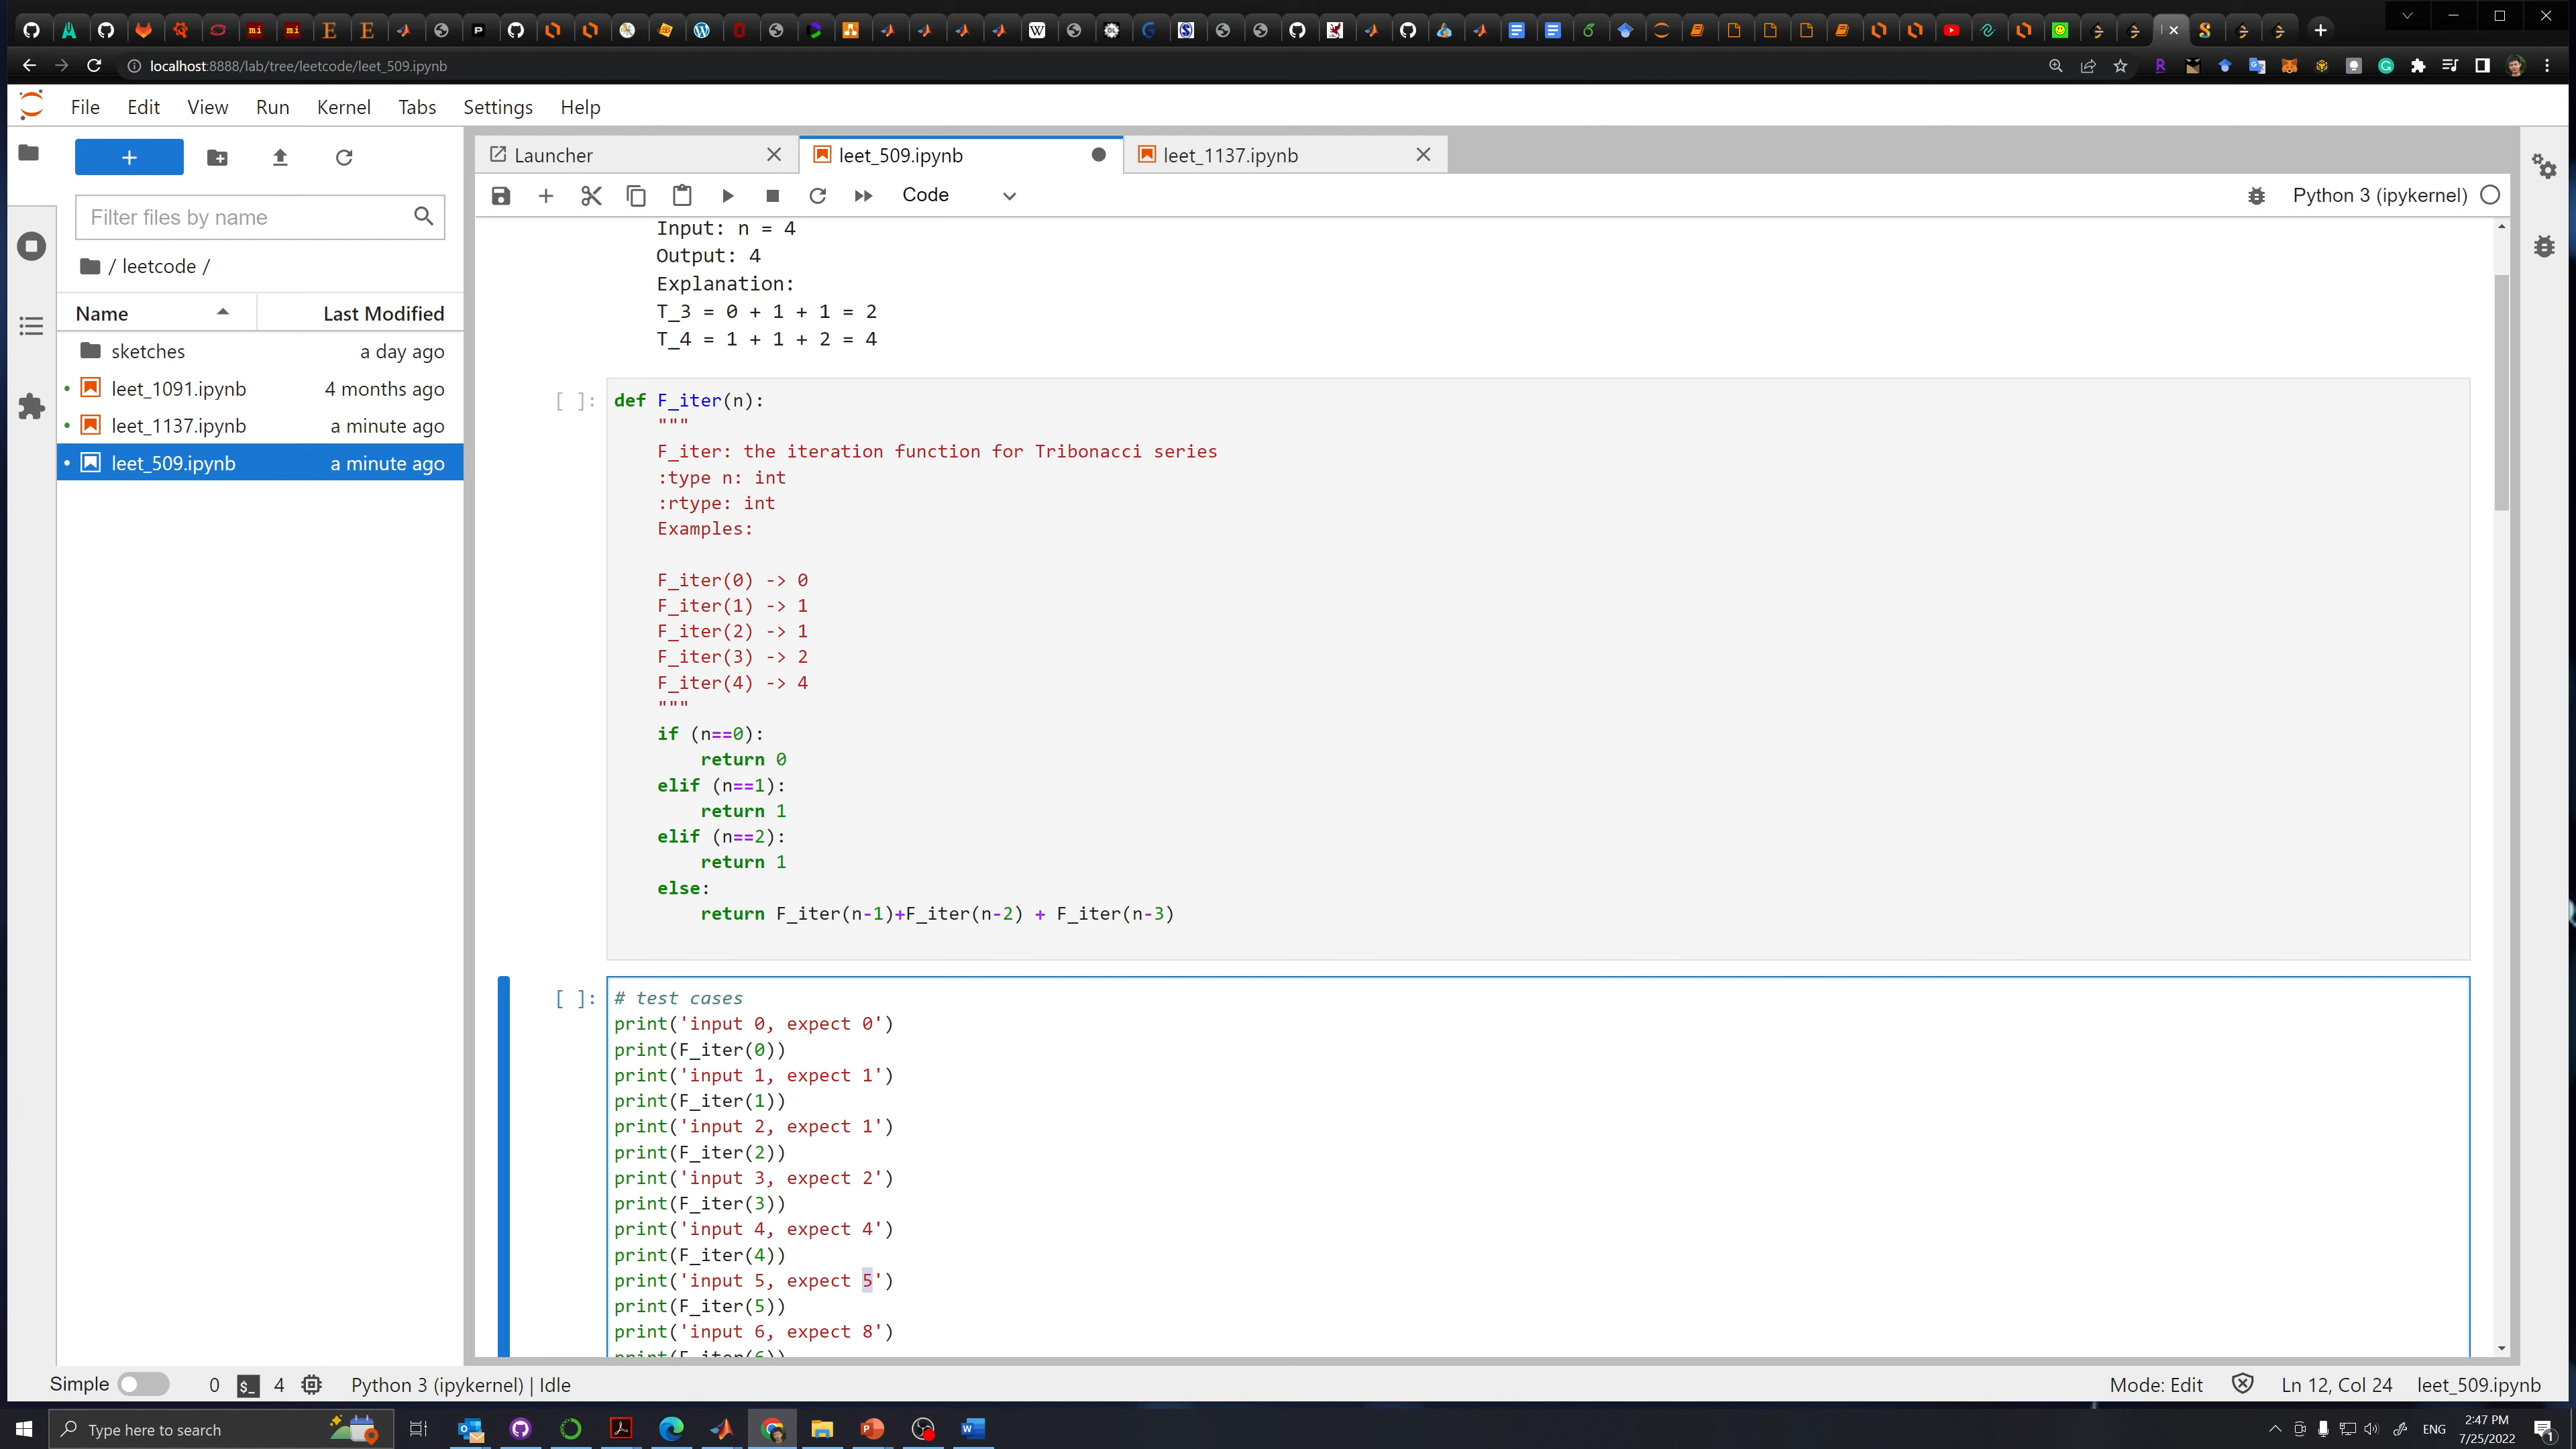 localhost:8888/lab/tree/leetcode/leet_509.ipynb
File Edit View Run Kernel Tabs Settings Help
Launcher
leet_509.ipynb
leet_1137.ipynb
Filter files by name
Code
Python 3 (ipykernel)
/ leetcode /
Name Last Modified
sketches a day ago
leet_1091.ipynb 4 months ago
leet_1137.ipynb a minute ago
leet_509.ipynb a minute ago
Input: n = 4
Output: 4
Explanation:
T_3 = 0 + 1 + 1 = 2
T_4 = 1 + 1 + 2 = 4
[ ]: def F_iter(n):
"""
F_iter: the iteration function for Tribonacci series
:type n: int
:rtype: int
Examples:
F_iter(0) -> 0
F_iter(1) -> 1
F_iter(2) -> 1
F_iter(3) -> 2
F_iter(4) -> 4
"""
if (n==0):
return 0
elif (n==1):
return 1
elif (n==2):
return 1
else:
return F_iter(n-1)+F_iter(n-2) + F_iter(n-3)
[ ]: # test cases
print('input 0, expect 0')
print(F_iter(0))
print('input 1, expect 1')
print(F_iter(1))
print('input 2, expect 1')
print(F_iter(2))
print('input 3, expect 2')
print(F_iter(3))
print('input 4, expect 4')
print(F_iter(4))
print('input 5, expect 5')
print(F_iter(5))
print('input 6, expect 8')
print(F_iter(6))
Simple 0 4 Python 3 (ipykernel) | Idle Mode: Edit Ln 12, Col 24 leet_509.ipynb
Type here to search
ENG
2:47 PM
7/25/2022